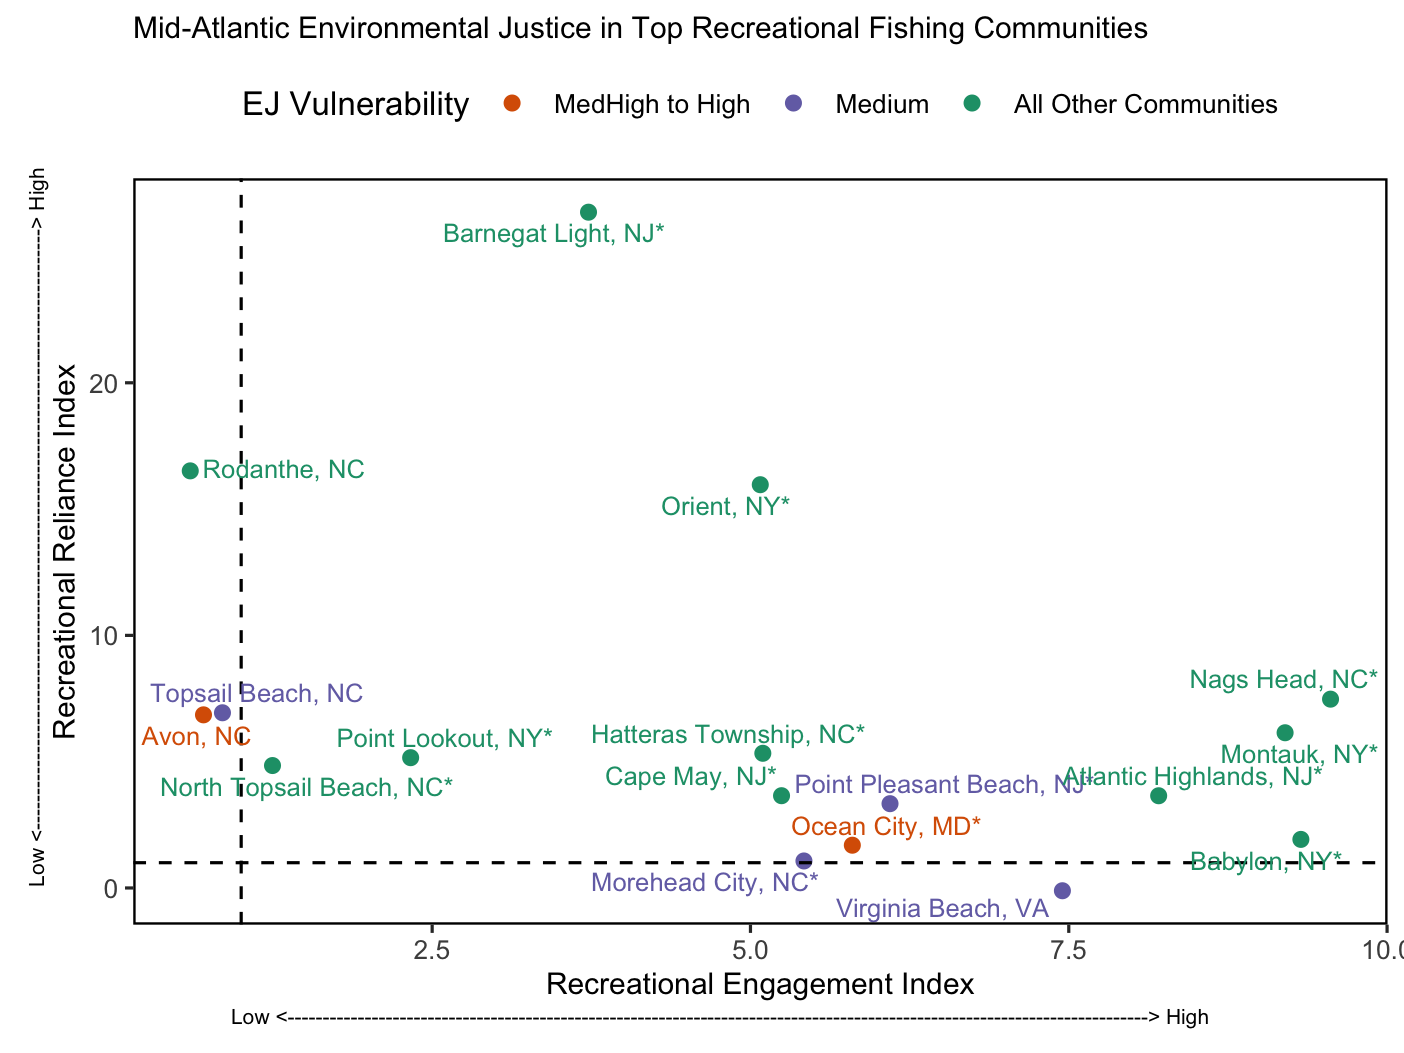 Mid-Atlantic Environmental Justice in Top Recreational Fishing Communities
EJ Vulnerability MedHigh to High Medium All Other Communities
Low <----------------------------------------------------------------------------------------> High
Recreational Reliance Index
20
10
0
Barnegat Light, NJ*
Rodanthe, NC
Orient, NY*
Nags Head, NC*
Topsail Beach, NC
Avon, NC
Point Lookout, NY*
Hatteras Township, NC*
Montauk, NY*
North Topsail Beach, NC*
Cape May, NJ*
Point Pleasant Beach, NJ*
Atlantic Highlands, NJ*
Ocean City, MD*
Babylon, NY*
Morehead City, NC*
Virginia Beach, VA
2.5 5.0 7.5 10.0
Recreational Engagement Index
Low <----------------------------------------------------------------------------------------------------------------------------> High